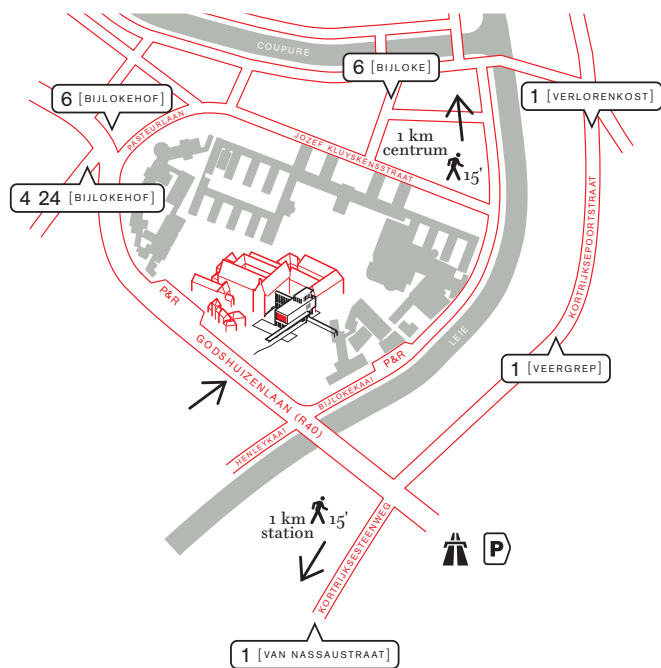 COUPURE
6 [BIJLOKE]
6 [BIJLOKEHOF]
1 [VERLORENKOST]
PASTEURLAAN
1 km
centrum
15'
JOZEF KLUYSKENSSTRAAT
4 24 [BIJLOKEHOF]
KORTRIJKSEPOORTSTRAAT
P&R
GODSHUIZENLAAN (R40)
LEIE
P&R
1 [VEERGREP]
BIJLOKEKAAI
HENLEYKAAI
1 km
station
15'
KORTRIJKSESTEENWEG
P
1 [VAN NASSAUSTRAAT]